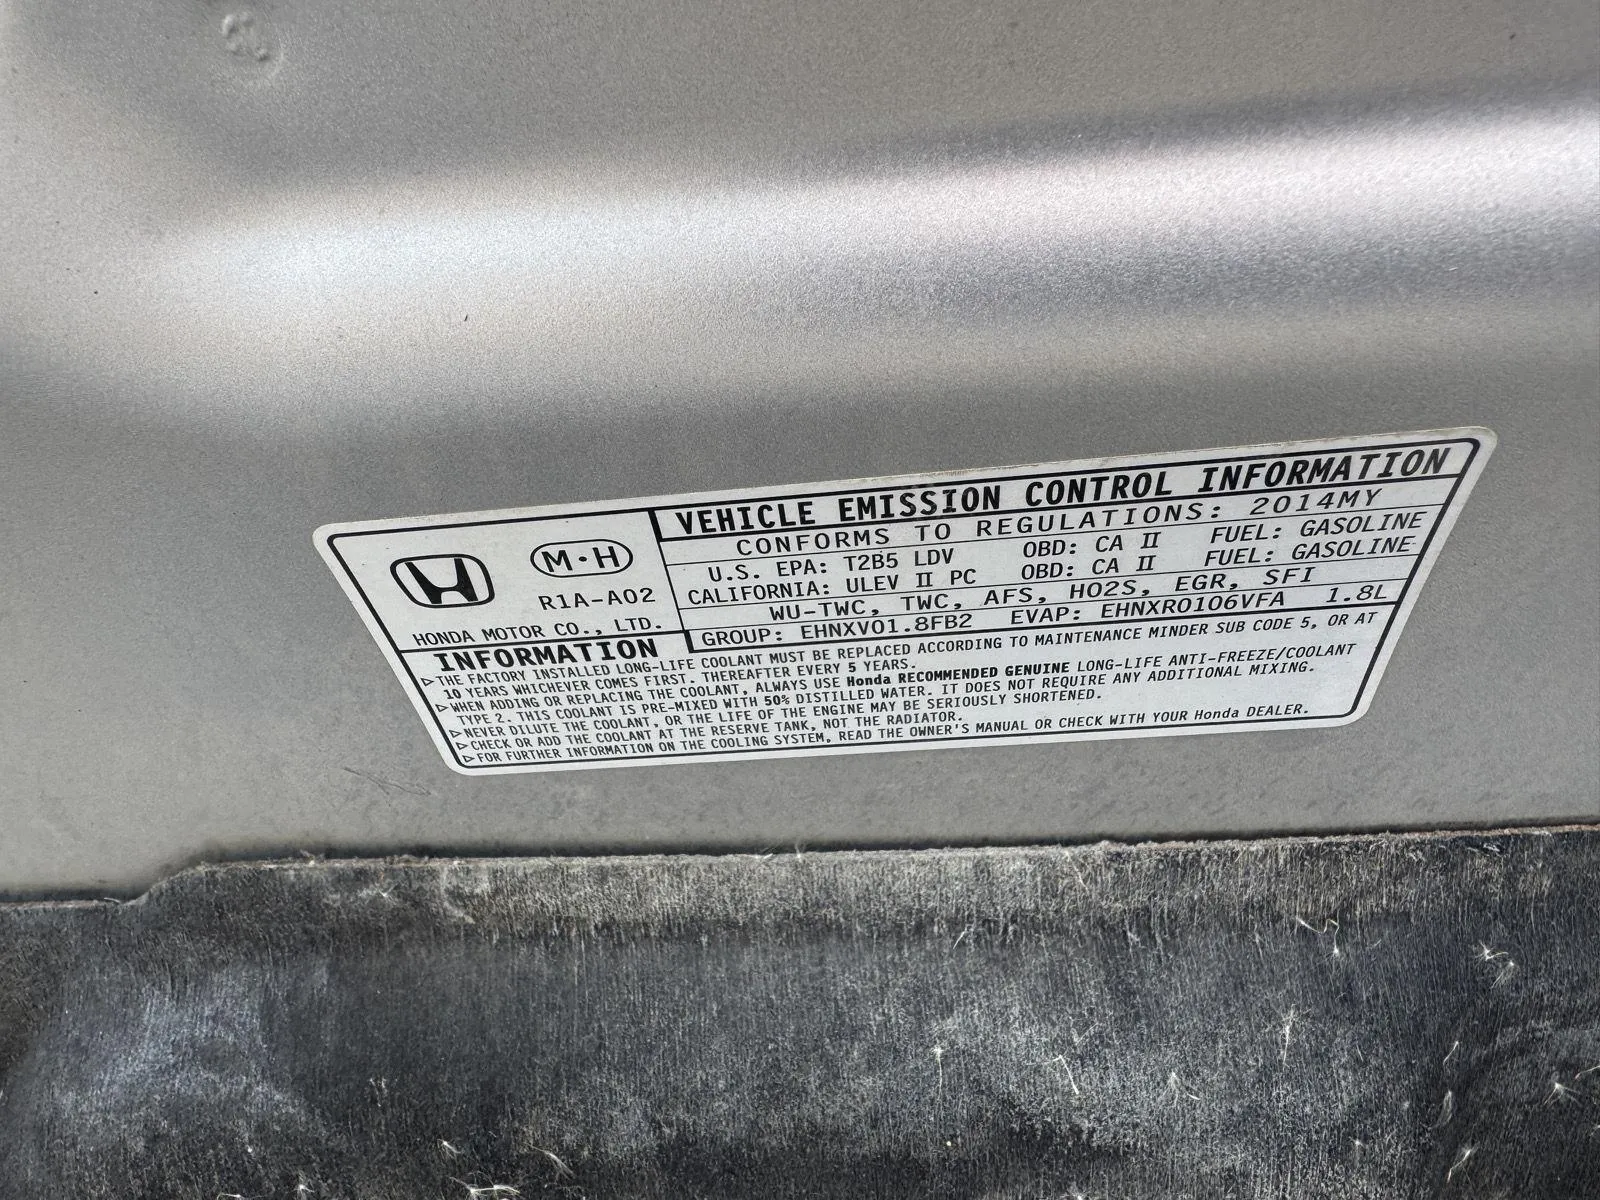 VEHICLE EMISSION CONTROL INFORMATION
CONFORMS TO REGULATIONS: 2014MY
U.S. EPA: T2B5 LDV OBD: CA II FUEL: GASOLINE
CALIFORNIA: ULEV II PC OBD: CA II FUEL: GASOLINE
WU-TWC, TWC, AFS, HO2S, EGR, SFI
GROUP: EHNXV01.8FB2 EVAP: EHNXR0106VFA 1.8L
M·H
R1A-A02
HONDA MOTOR CO., LTD.
INFORMATION
▷THE FACTORY INSTALLED LONG-LIFE COOLANT MUST BE REPLACED ACCORDING TO MAINTENANCE MINDER SUB CODE 5, OR AT
10 YEARS WHICHEVER COMES FIRST. THEREAFTER EVERY 5 YEARS.
▷WHEN ADDING OR REPLACING THE COOLANT, ALWAYS USE Honda RECOMMENDED GENUINE LONG-LIFE ANTI-FREEZE/COOLANT
TYPE 2. THIS COOLANT IS PRE-MIXED WITH 50% DISTILLED WATER. IT DOES NOT REQUIRE ANY ADDITIONAL MIXING.
▷NEVER DILUTE THE COOLANT, OR THE LIFE OF THE ENGINE MAY BE SERIOUSLY SHORTENED.
▷CHECK OR ADD THE COOLANT AT THE RESERVE TANK, NOT THE RADIATOR.
▷FOR FURTHER INFORMATION ON THE COOLING SYSTEM, READ THE OWNER'S MANUAL OR CHECK WITH YOUR Honda DEALER.